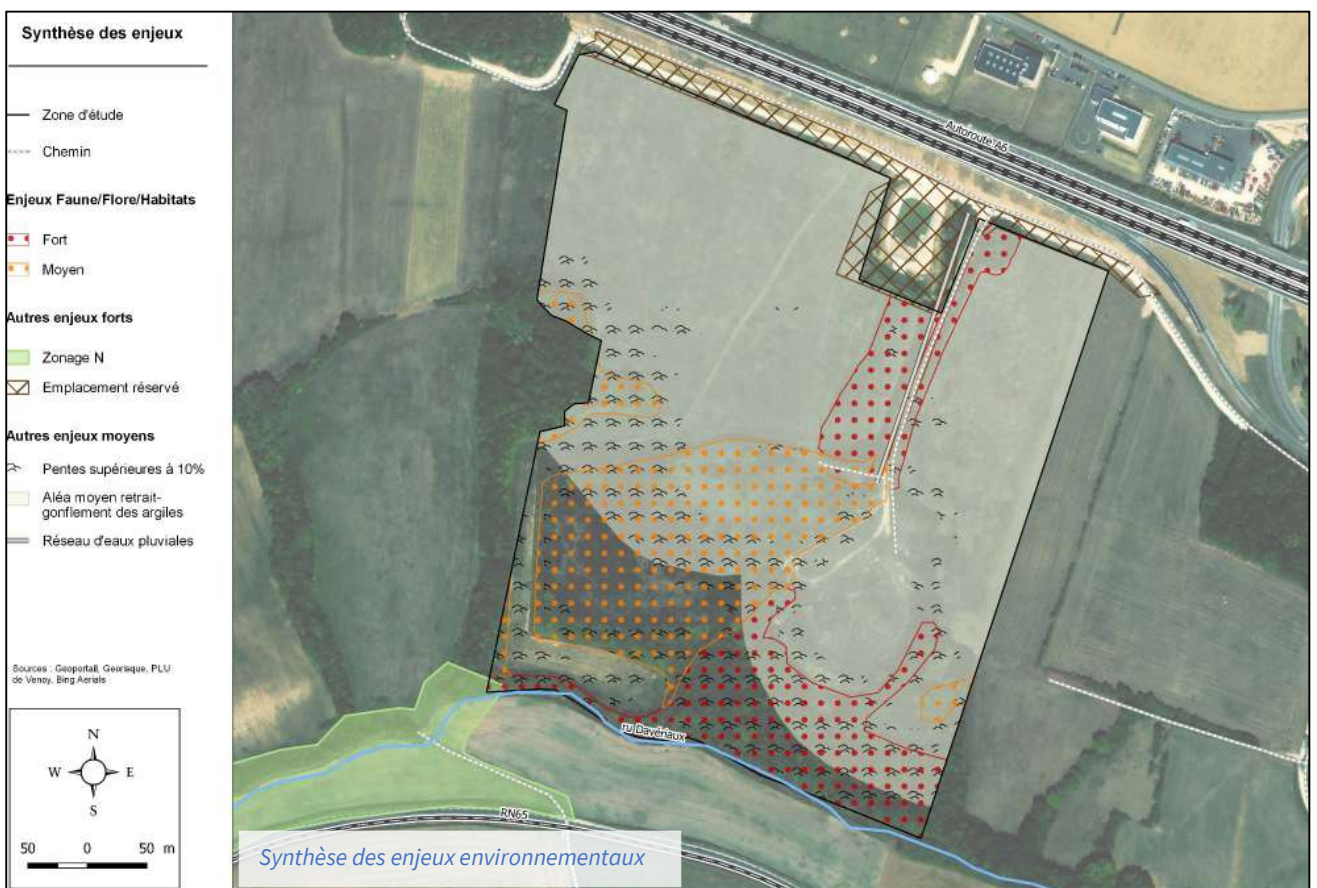 Synthèse des enjeux
Zone d'étude
Chemin
Enjeux Faune/Flore/Habitats
Fort
Moyen
Autres enjeux forts
Zonage N
Emplacement réservé
Autres enjeux moyens
Pentes supérieures à 10%
Aléa moyen retrait-
gonflement des argiles
Réseau d'eaux pluviales
Sources : Geoportail, Georisque, PLU
de Venoy, Bing Aerials
N
W E
S
50 0 50 m
Autoroute A6
ru Davériaux
RN65
Synthèse des enjeux environnementaux